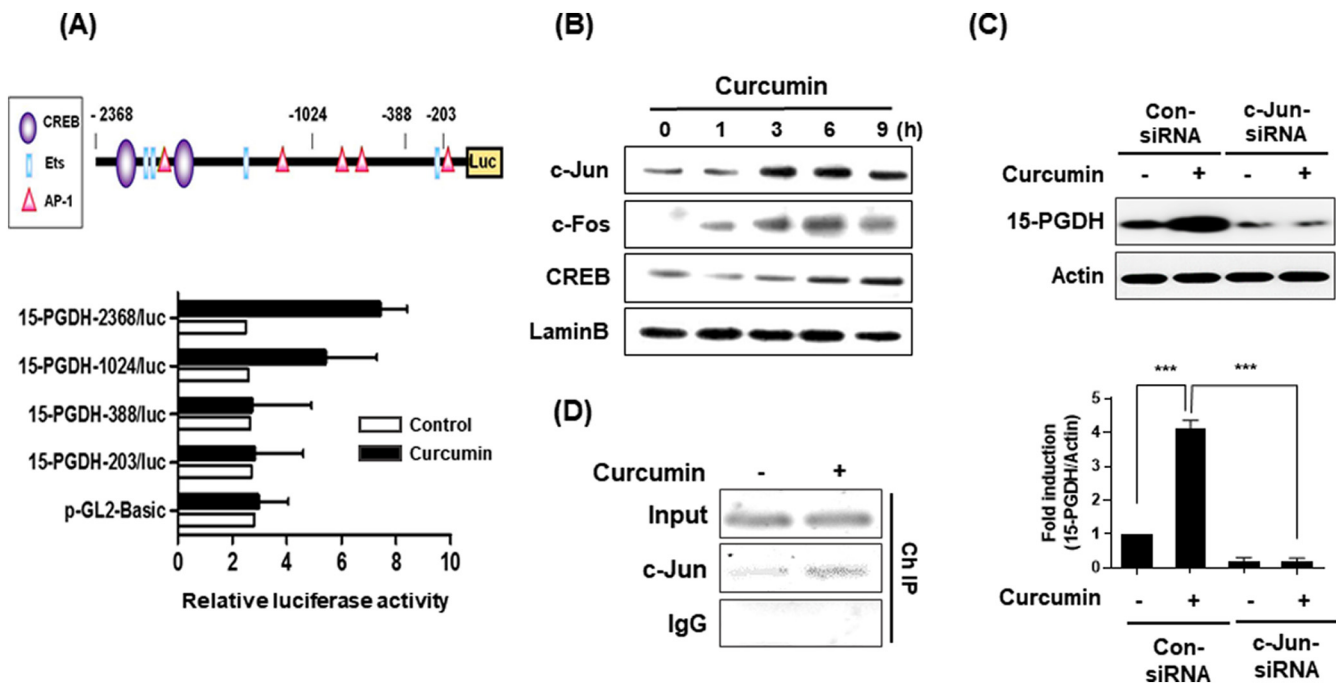 (A)
- 2368
-1024
-388
-203
CREB
Ets
AP-1
Luc
15-PGDH-2368/luc
15-PGDH-1024/luc
15-PGDH-388/luc
15-PGDH-203/luc
p-GL2-Basic
Control
Curcumin
0 2 4 6 8 10
Relative luciferase activity
(B)
Curcumin
0 1 3 6 9 (h)
c-Jun
c-Fos
CREB
LaminB
(D)
Curcumin - +
Input
c-Jun
IgG
Ch IP
(C)
Con-
siRNA
c-Jun-
siRNA
Curcumin - + - +
15-PGDH
Actin
*** ***
5
4
2
1
0
Fold induction
(15-PGDH/Actin)
Curcumin - + - +
Con-
siRNA
c-Jun-
siRNA